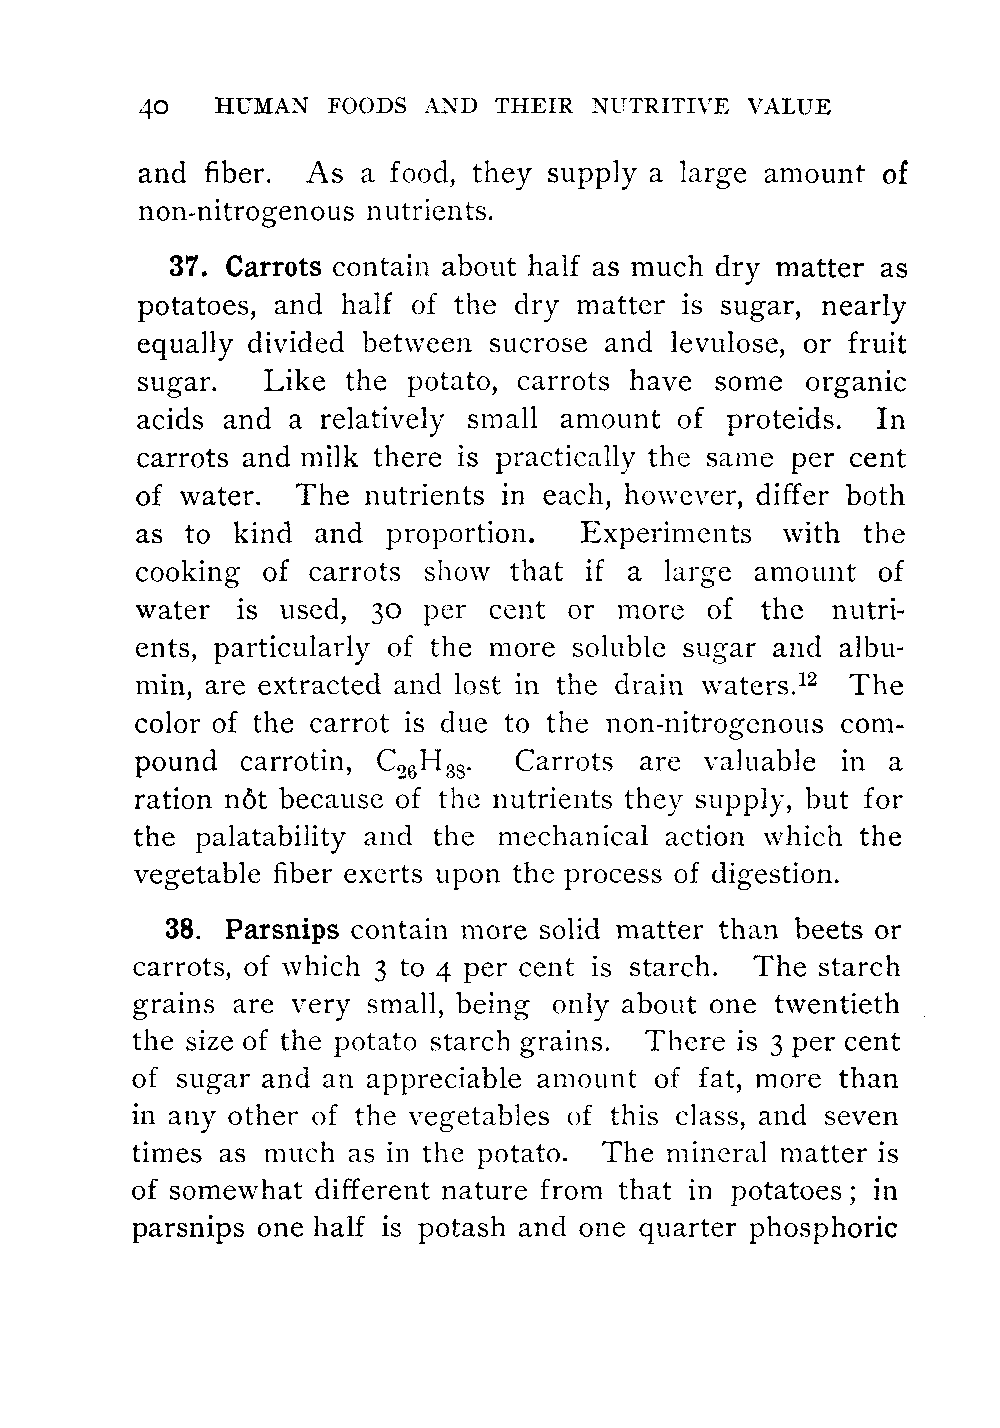 40 HUMAN FOODS AND THEIR NUTRITIVE VALUE
and fiber. As a food, they supply a large amount of
non-nitrogenous nutrients.
37. Carrots contain about half as much dry matter as
potatoes, and half of the dry matter is sugar, nearly
equally divided between sucrose and levulose, or fruit
sugar. Like the potato, carrots have some organic
acids and a relatively small amount of proteids. In
carrots and milk there is practically the same per cent
of water. The nutrients in each, however, differ both
as to kind and proportion. Experiments with the
cooking of carrots show that if a large amount of
water is used, 30 per cent or more of the nutri-
ents, particularly of the more soluble sugar and albu-
min, are extracted and lost in the drain waters.¹² The
color of the carrot is due to the non-nitrogenous com-
pound carrotin, C₂₆H₃₈. Carrots are valuable in a
ration not because of the nutrients they supply, but for
the palatability and the mechanical action which the
vegetable fiber exerts upon the process of digestion.
38. Parsnips contain more solid matter than beets or
carrots, of which 3 to 4 per cent is starch. The starch
grains are very small, being only about one twentieth
the size of the potato starch grains. There is 3 per cent
of sugar and an appreciable amount of fat, more than
in any other of the vegetables of this class, and seven
times as much as in the potato. The mineral matter is
of somewhat different nature from that in potatoes; in
parsnips one half is potash and one quarter phosphoric